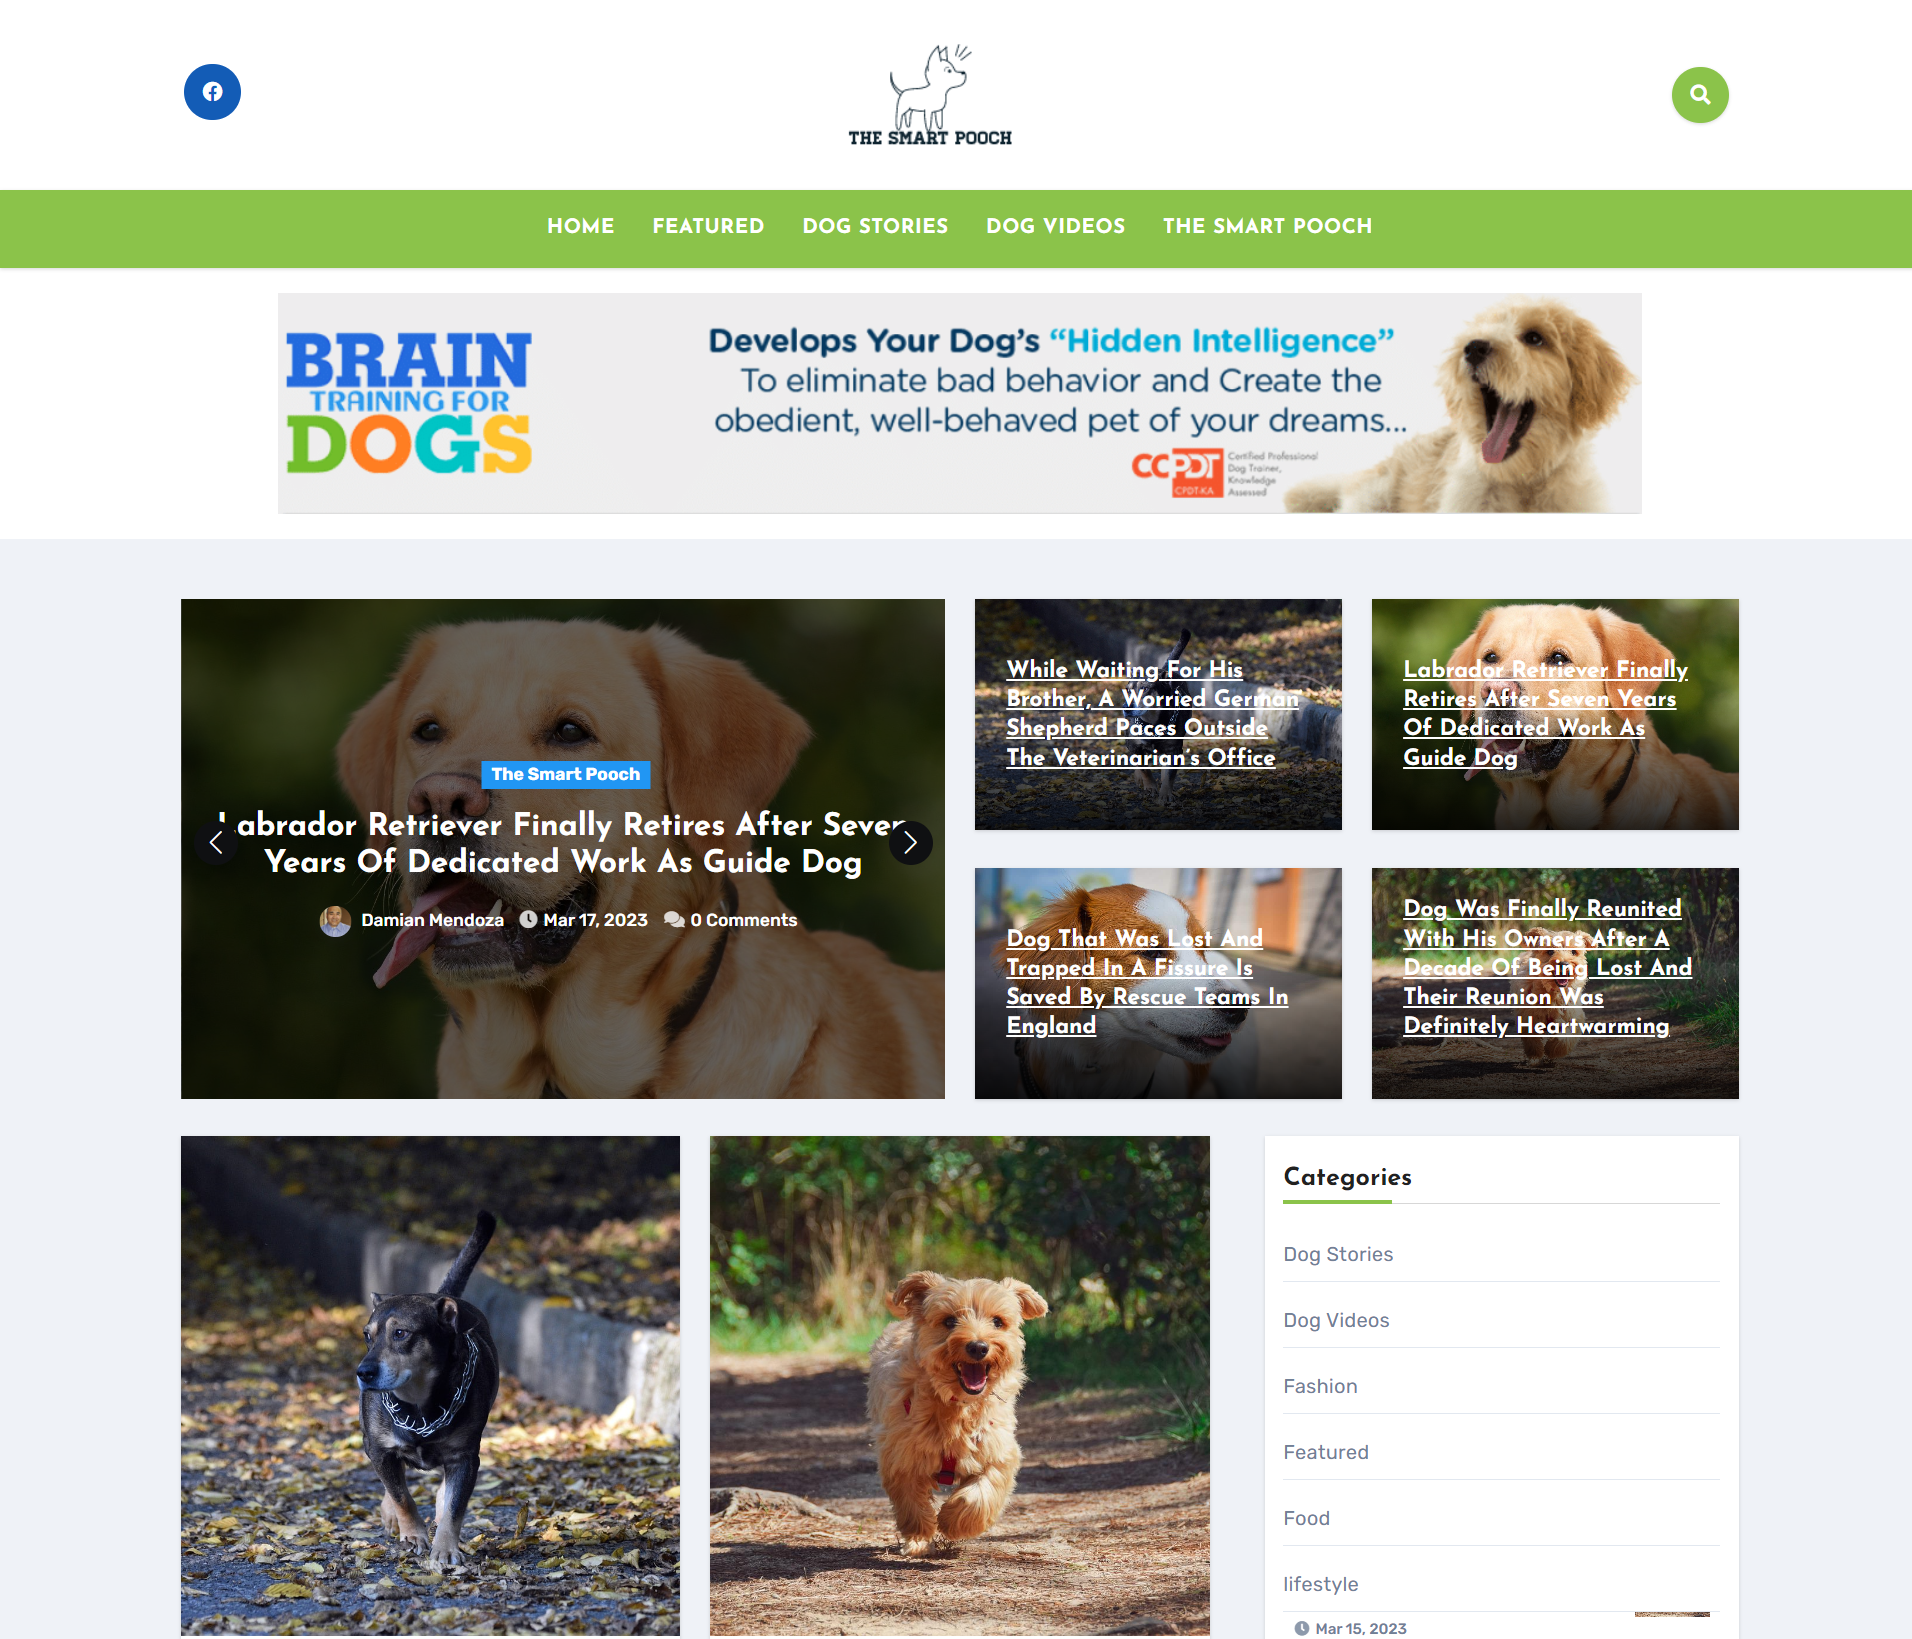 THE SMART POOCH
HOME FEATURED DOG STORIES DOG VIDEOS THE SMART POOCH
BRAIN
TRAINING FOR
DOGS
Develops Your Dog's “Hidden Intelligence”
To eliminate bad behavior and Create the
obedient, well-behaved pet of your dreams...
CCPDT
CPDT-KA
Certified Professional
Dog Trainer,
Knowledge
Assessed
The Smart Pooch
Labrador Retriever Finally Retires After Seven
Years Of Dedicated Work As Guide Dog
Damian Mendoza Mar 17, 2023 0 Comments
While Waiting For His
Brother, A Worried German
Shepherd Paces Outside
The Veterinarian's Office
Labrador Retriever Finally
Retires After Seven Years
Of Dedicated Work As
Guide Dog
Dog That Was Lost And
Trapped In A Fissure Is
Saved By Rescue Teams In
England
Dog Was Finally Reunited
With His Owners After A
Decade Of Being Lost And
Their Reunion Was
Definitely Heartwarming
Categories
Dog Stories
Dog Videos
Fashion
Featured
Food
lifestyle
Mar 15, 2023